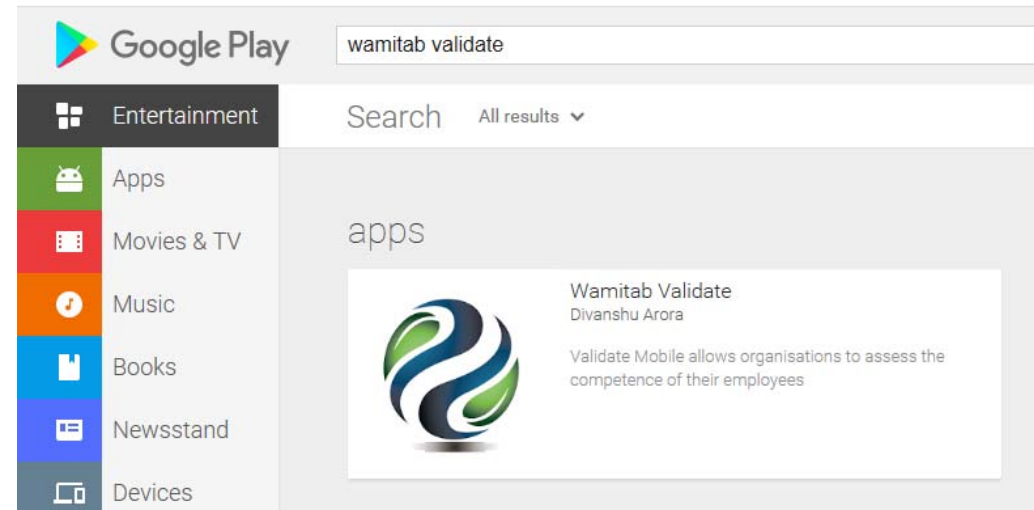 Google Play
wamitab validate
Entertainment
Search
All results
Apps
Movies & TV
Music
Books
Newsstand
Devices
apps
Wamitab Validate
Divanshu Arora
Validate Mobile allows organisations to assess the
competence of their employees